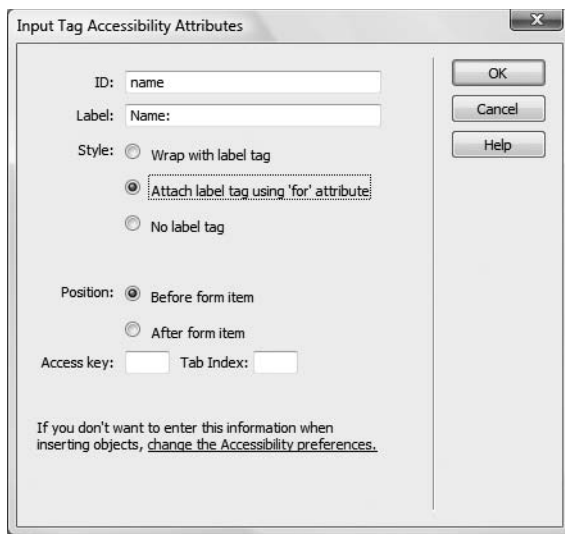 Input Tag Accessibility Attributes
X
ID: name
OK
Label: Name:
Cancel
Style: Wrap with label tag
Help
Attach label tag using 'for' attribute
No label tag
Position: Before form item
After form item
Access key: Tab Index:
If you don't want to enter this information when
inserting objects, change the Accessibility preferences.